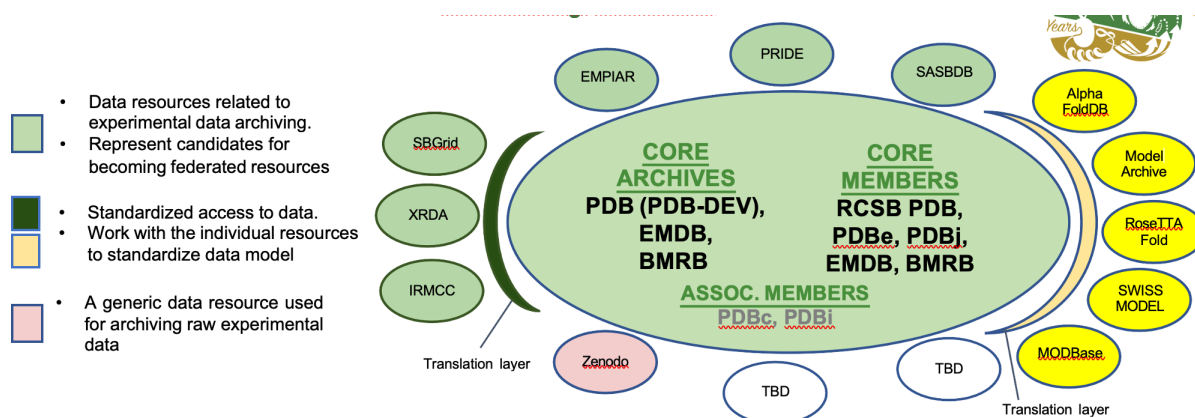 Years
• Data resources related to
experimental data archiving.
• Represent candidates for
becoming federated resources
• Standardized access to data.
• Work with the individual resources
to standardize data model
• A generic data resource used
for archiving raw experimental
data
EMPIAR
PRIDE
SASBDB
SBGrid
XRDA
IRMCC
Translation layer
CORE
ARCHIVES
PDB (PDB-DEV),
EMDB,
BMRB
CORE
MEMBERS
RCSB PDB,
PDBe, PDBj,
EMDB, BMRB
ASSOC. MEMBERS
PDBc, PDBi
Alpha
FoldDB
Model
Archive
RoseTTA
Fold
SWISS
MODEL
MODBase
Zenodo
TBD
TBD
Translation layer